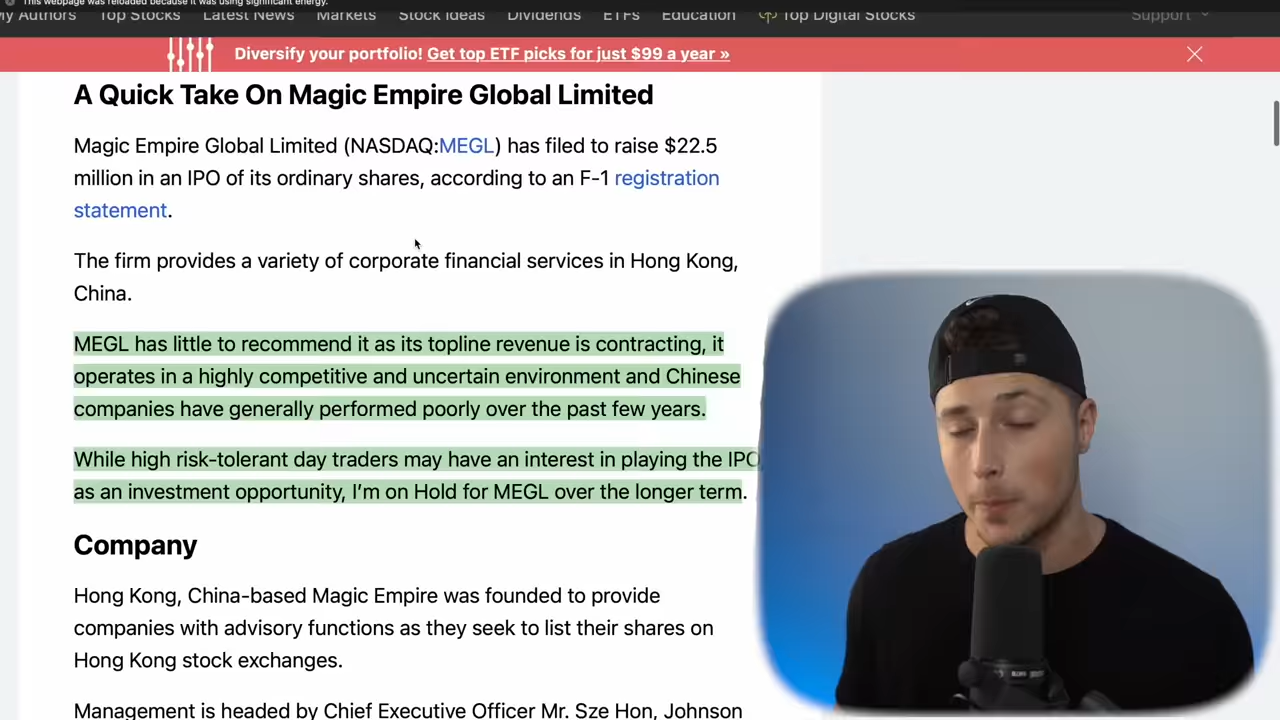 This webpage was reloaded because it was using significant energy.
My Authors Top Stocks Latest News Markets Stock Ideas Dividends ETFs Education Top Digital Stocks Support
Diversify your portfolio! Get top ETF picks for just $99 a year »
A Quick Take On Magic Empire Global Limited
Magic Empire Global Limited (NASDAQ:MEGL) has filed to raise $22.5
million in an IPO of its ordinary shares, according to an F-1 registration
statement.
The firm provides a variety of corporate financial services in Hong Kong,
China.
MEGL has little to recommend it as its topline revenue is contracting, it
operates in a highly competitive and uncertain environment and Chinese
companies have generally performed poorly over the past few years.
While high risk-tolerant day traders may have an interest in playing the IPO
as an investment opportunity, I'm on Hold for MEGL over the longer term.
Company
Hong Kong, China-based Magic Empire was founded to provide
companies with advisory functions as they seek to list their shares on
Hong Kong stock exchanges.
Management is headed by Chief Executive Officer Mr. Sze Hon, Johnson